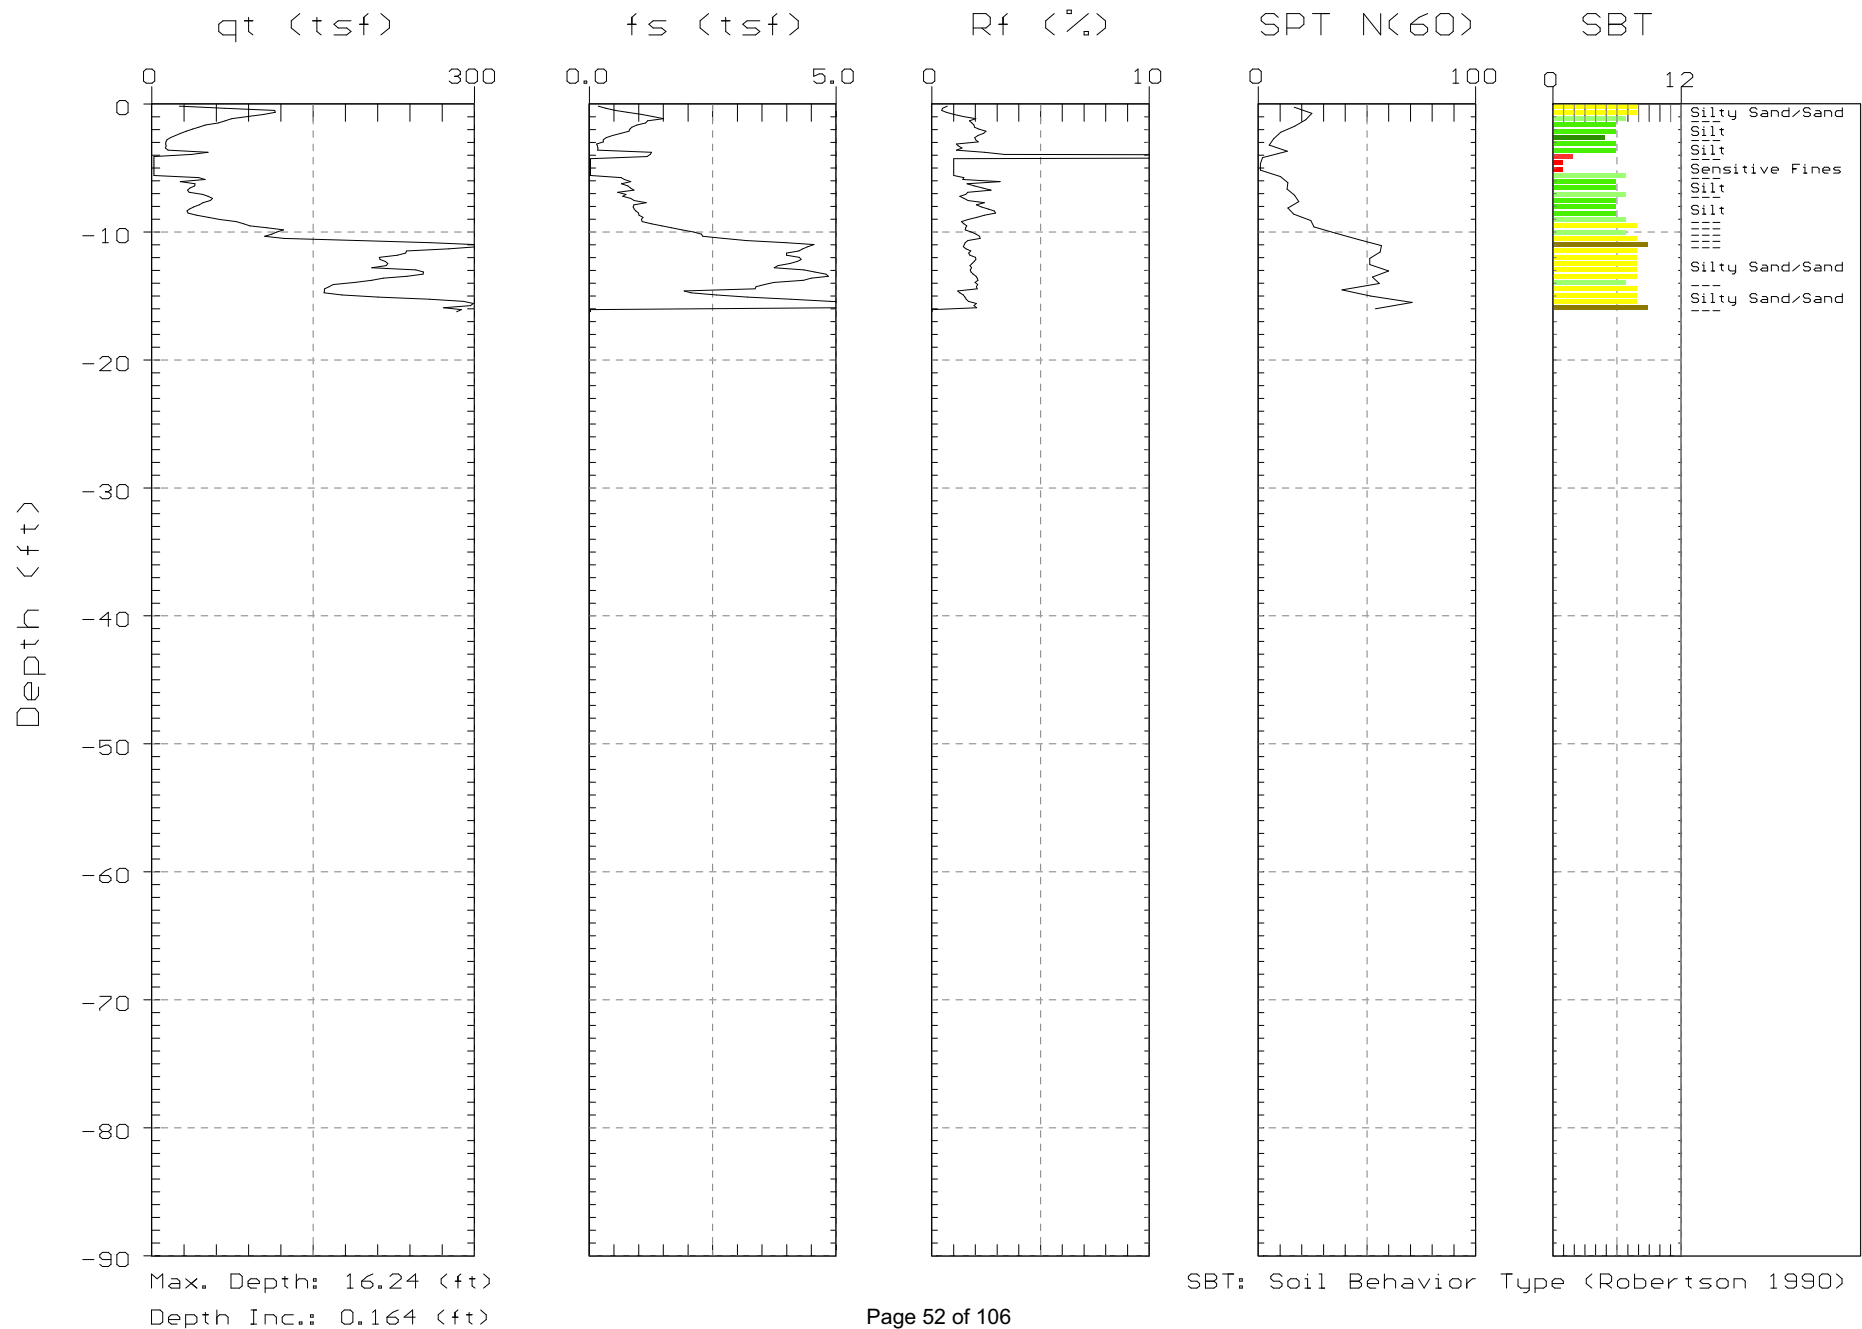 qt (tsf) fs (tsf) Rf (%) SPT N(60) SBT
0 300 0.0 5.0 0 10 0 100 0 12
0
-10
-20
-30
-40
-50
-60
-70
-80
-90
Depth (ft)
Silty Sand/Sand
---
Silt
---
Silt
---
Sensitive Fines
---
Silt
---
Silt
---
---
---
---
Silty Sand/Sand
---
Silty Sand/Sand
---
Max. Depth: 16.24 (ft)
Depth Inc.: 0.164 (ft)
SBT: Soil Behavior Type (Robertson 1990)
Page 52 of 106